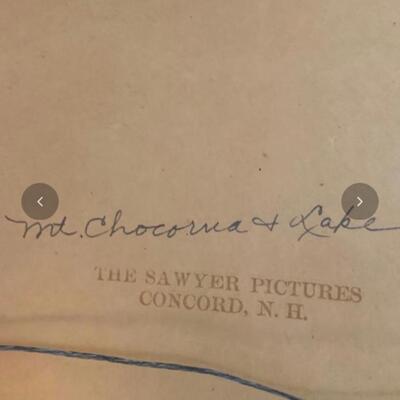 Mt. Chocorua & Lake
THE SAWYER PICTURES
CONCORD, N. H.